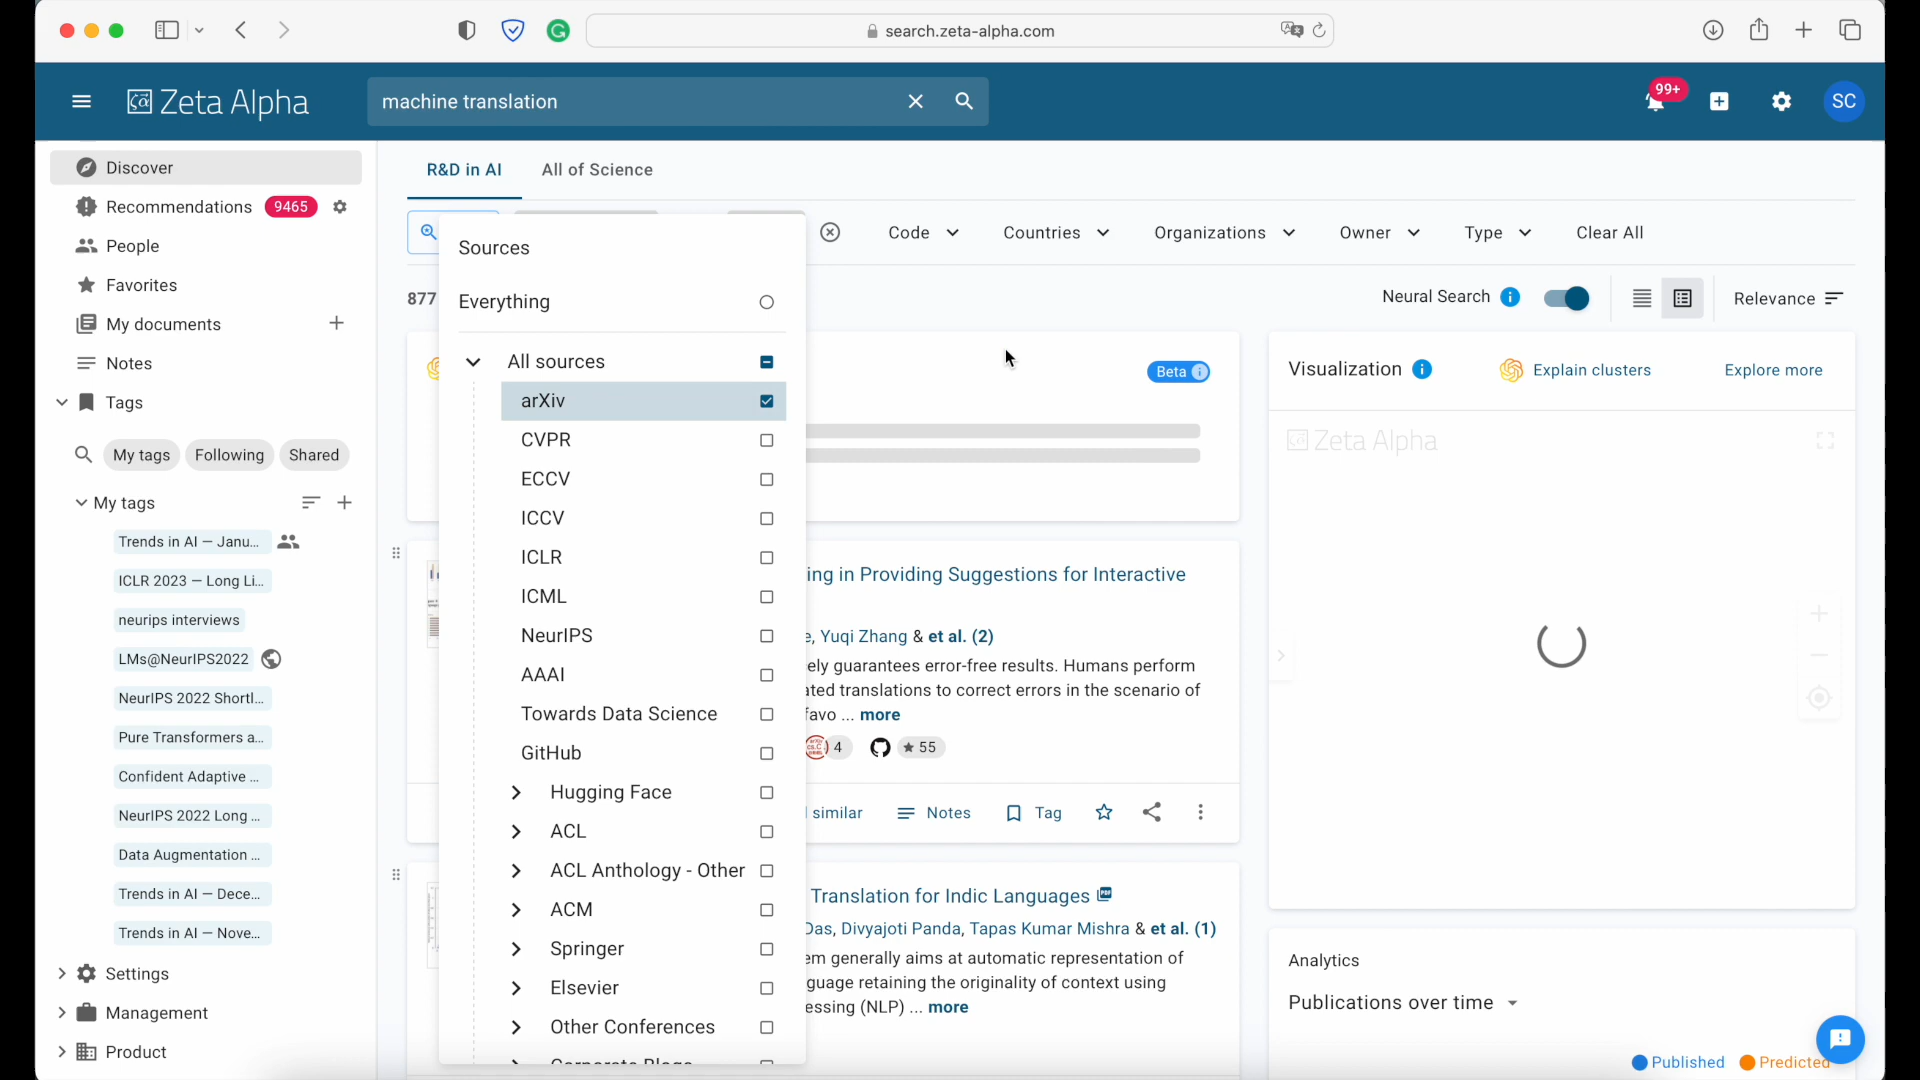 search.zeta-alpha.com
Zeta Alpha
machine translation
99+
SC
Discover
Recommendations 9465
People
Favorites
My documents
Notes
Tags
My tags Following Shared
My tags
Trends in AI — Janu...
ICLR 2023 — Long Li...
neurips interviews
LMs@NeurIPS2022
NeurIPS 2022 Shortl...
Pure Transformers a...
Confident Adaptive ...
NeurIPS 2022 Long ...
Data Augmentation ...
Trends in AI — Dece...
Trends in AI — Nove...
Settings
Management
Product
R&D in AI All of Science
Code Countries Organizations Owner Type Clear All
877
Neural Search Relevance
Sources
Everything
All sources
arXiv
CVPR
ECCV
ICCV
ICLR
ICML
NeurIPS
AAAI
Towards Data Science
GitHub
Hugging Face
ACL
ACL Anthology - Other
ACM
Springer
Elsevier
Other Conferences
Beta
ing in Providing Suggestions for Interactive
e, Yuqi Zhang & et al. (2)
ely guarantees error-free results. Humans perform
ated translations to correct errors in the scenario of
favo ... more
4 55
similar Notes Tag
Translation for Indic Languages
Das, Divyajoti Panda, Tapas Kumar Mishra & et al. (1)
em generally aims at automatic representation of
guage retaining the originality of context using
essing (NLP) ... more
Visualization Explain clusters Explore more
Zeta Alpha
Analytics
Publications over time
Published Predicted